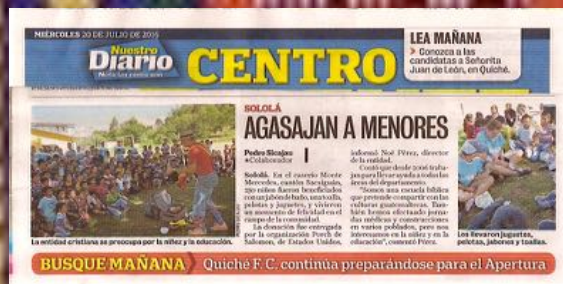 MIÉRCOLES 20 DE JULIO DE 2016
Nuestro
Diario
CENTRO
LEA MAÑANA
> Conozca a las
candidatas a Señorita
Juan de León, en Quiché.
SOLOLÁ
AGASAJAN A MENORES
Pedro Sicajau
*Colaborador
Sololá. En el caserío Monte
Mercedes, cantón Sacsiguán,
250 niños fueron beneficiados
con un jabón de baño, una toalla,
pelotas y juguetes, y vivieron
un momento de felicidad en el
campo de la comunidad.
La donación fue entregada
por la organización Porch de
Salomon, de Estados Unidos,
informó Noé Pérez, director
de la entidad.
Contó que desde 2006 traba-
jan para llevar ayuda a todas las
áreas del departamento.
"Somos una escuela bíblica
que pretende compartir con las
culturas guatemaltecas. Tam-
bién hemos efectuado jorna-
das médicas y construcciones
en varios poblados, pero nos
interesamos en la niñez y en la
educación", comentó Pérez.
La entidad cristiana se preocupa por la niñez y la educación.
Los llevaron juguetes,
pelotas, jabones y toallas.
BUSQUE MAÑANA Quiché F. C. continúa preparándose para el Apertura